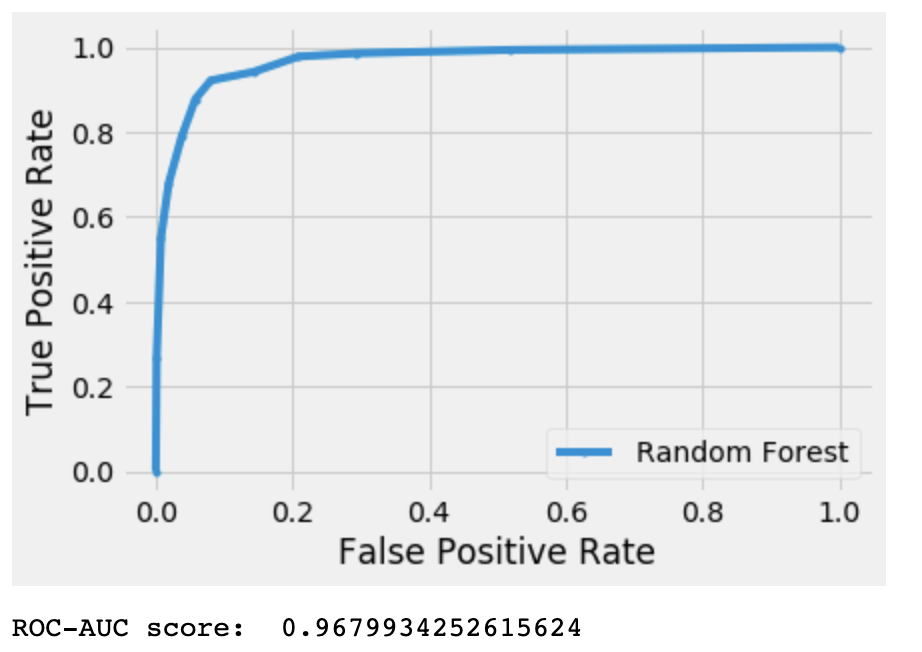 1.0
0.8
0.6
0.4
0.2
0.0
True Positive Rate
Random Forest
0.0 0.2 0.4 0.6 0.8 1.0
False Positive Rate
ROC-AUC score:  0.9679934252615624